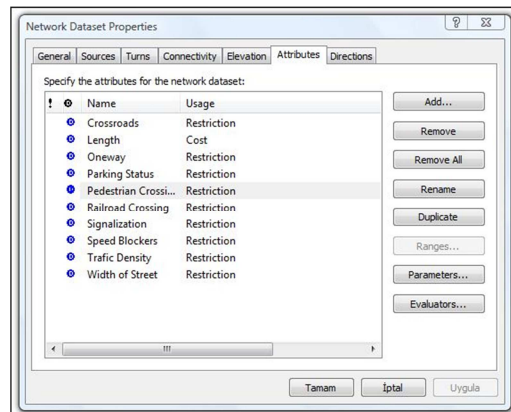 Network Dataset Properties
General Sources Turns Connectivity Elevation Attributes Directions
Specify the attributes for the network dataset:
! Name Usage
Crossroads Restriction
Length Cost
Oneway Restriction
Parking Status Restriction
Pedestrian Crossi... Restriction
Railroad Crossing Restriction
Signalization Restriction
Speed Blockers Restriction
Trafic Density Restriction
Width of Street Restriction
Add...
Remove
Remove All
Rename
Duplicate
Ranges...
Parameters...
Evaluators...
Tamam İptal Uygula